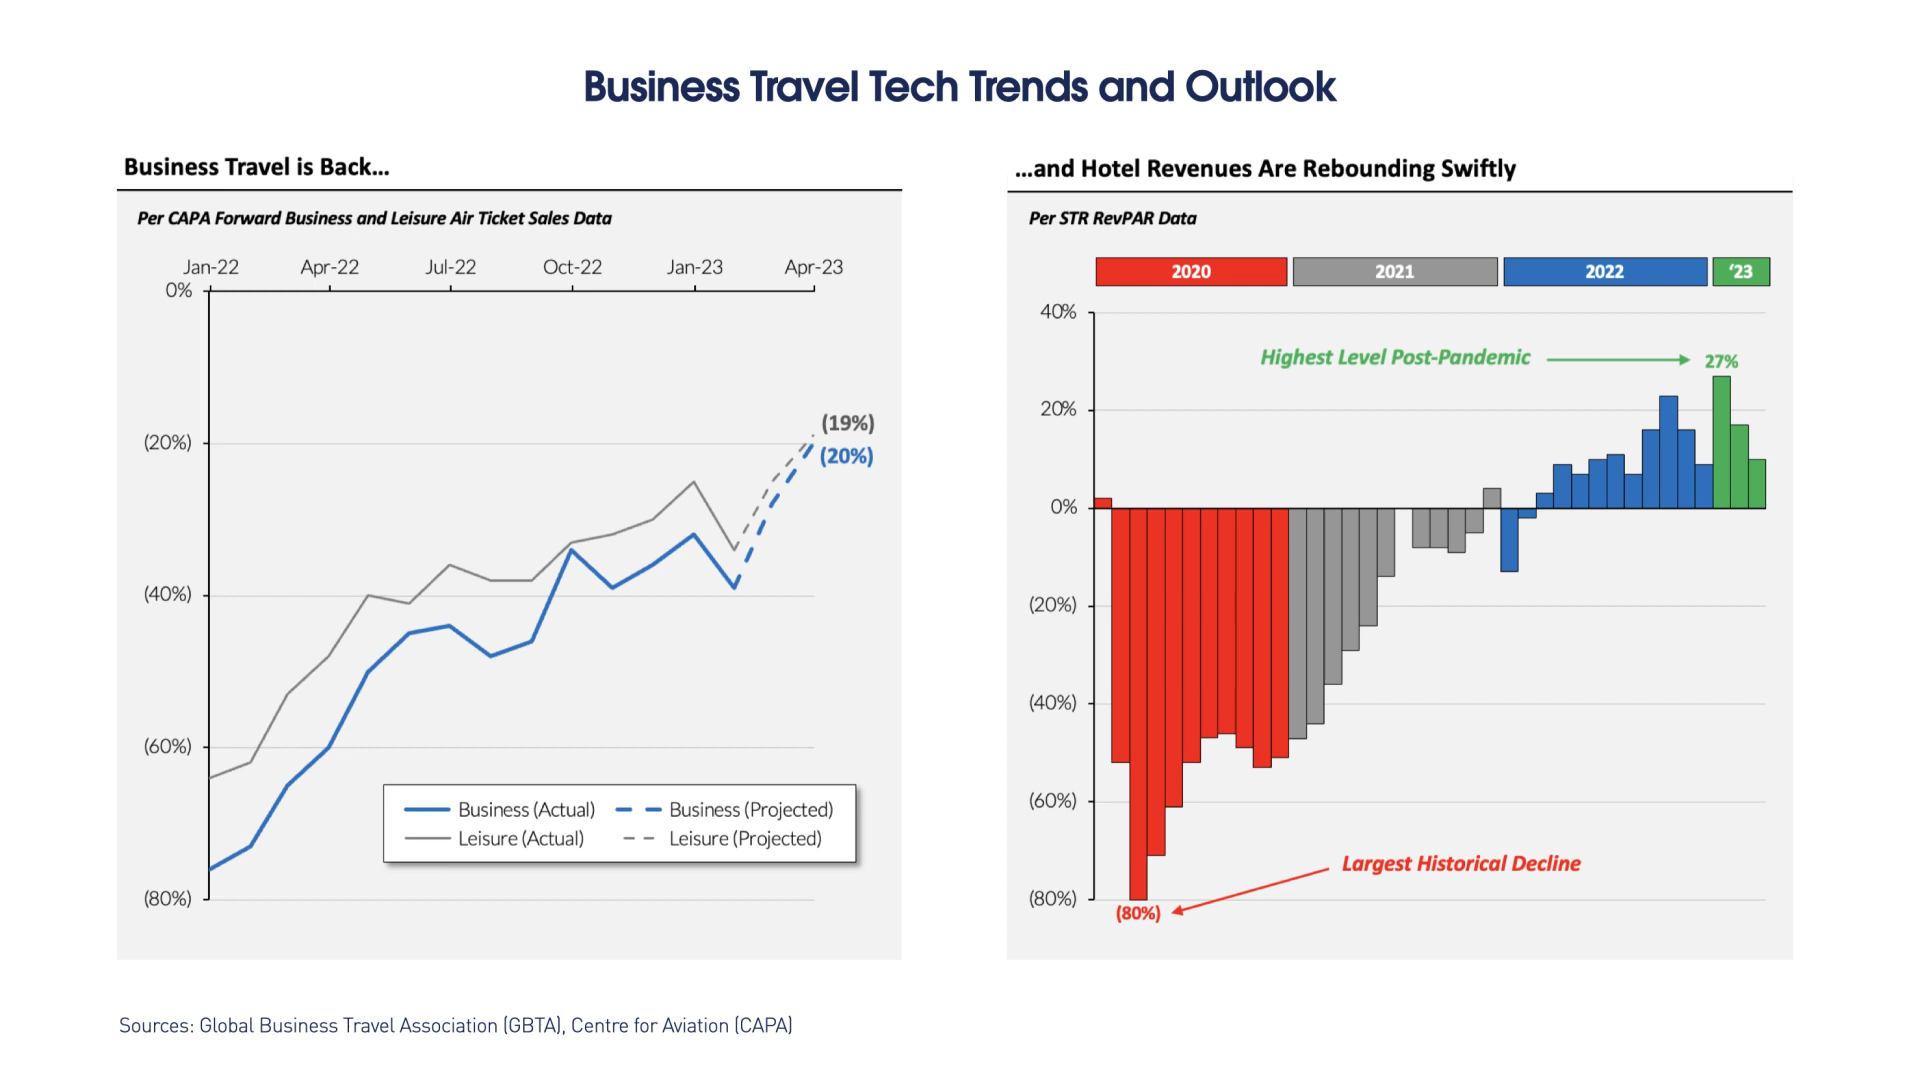 Business Travel Tech Trends and Outlook
Business Travel is Back...
Per CAPA Forward Business and Leisure Air Ticket Sales Data
Jan-22 Apr-22 Jul-22 Oct-22 Jan-23 Apr-23
0%
(20%)
(40%)
(60%)
(80%)
(19%)
(20%)
Business (Actual) Business (Projected)
Leisure (Actual) Leisure (Projected)
...and Hotel Revenues Are Rebounding Swiftly
Per STR RevPAR Data
2020 2021 2022 ‘23
40%
20%
0%
(20%)
(40%)
(60%)
(80%)
Highest Level Post-Pandemic
27%
Largest Historical Decline
(80%)
Sources: Global Business Travel Association (GBTA), Centre for Aviation (CAPA)